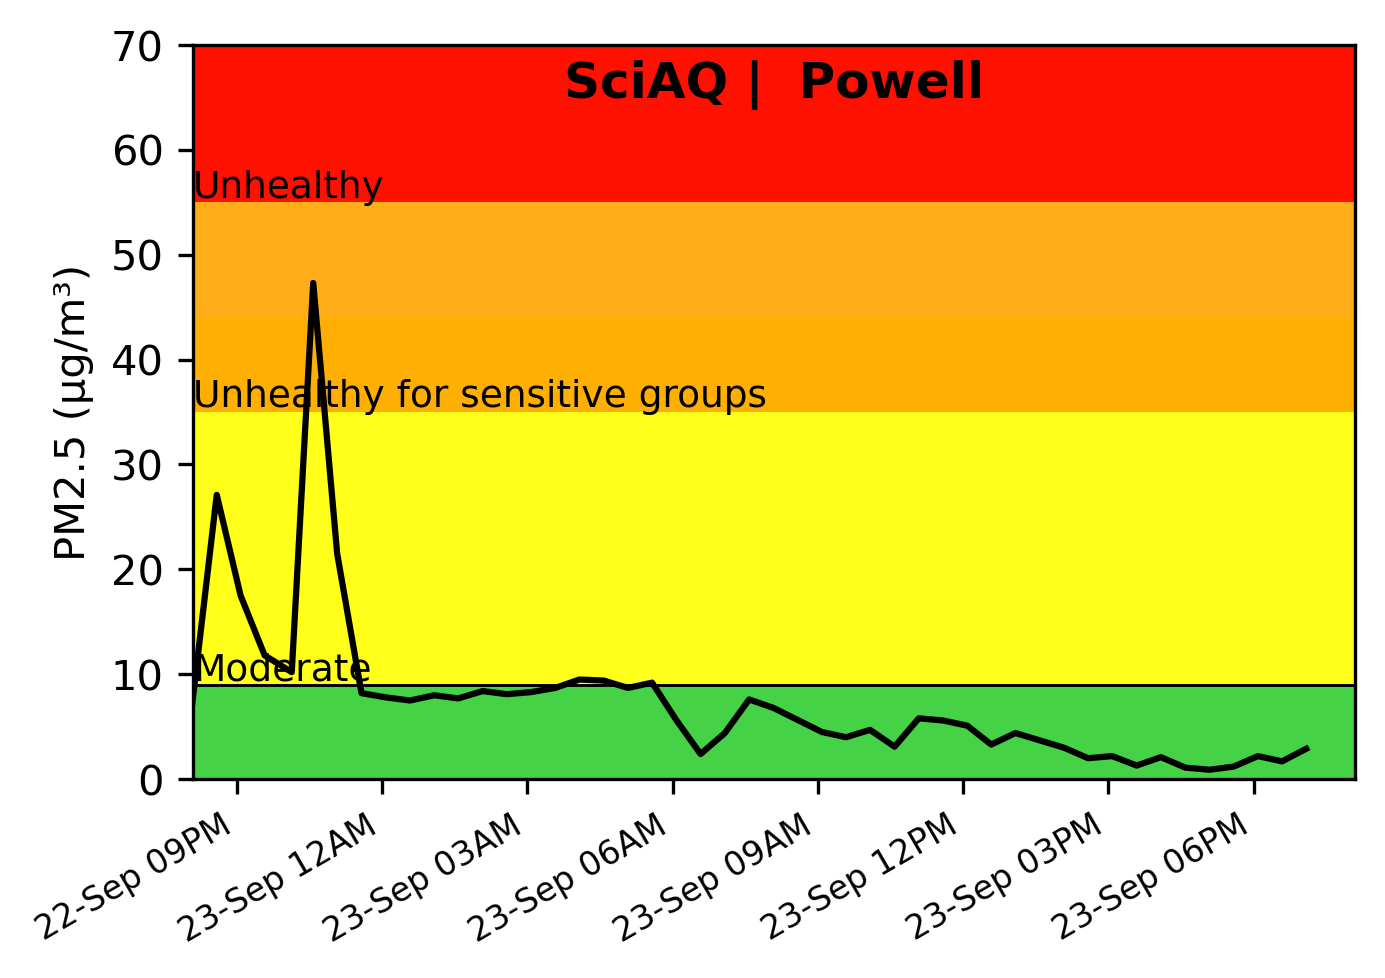 SciAQ |  Powell
70
60
50
40
30
20
10
0
PM2.5 (µg/m³)
Unhealthy
Unhealthy for sensitive groups
Moderate
22-Sep 09PM
23-Sep 12AM
23-Sep 03AM
23-Sep 06AM
23-Sep 09AM
23-Sep 12PM
23-Sep 03PM
23-Sep 06PM